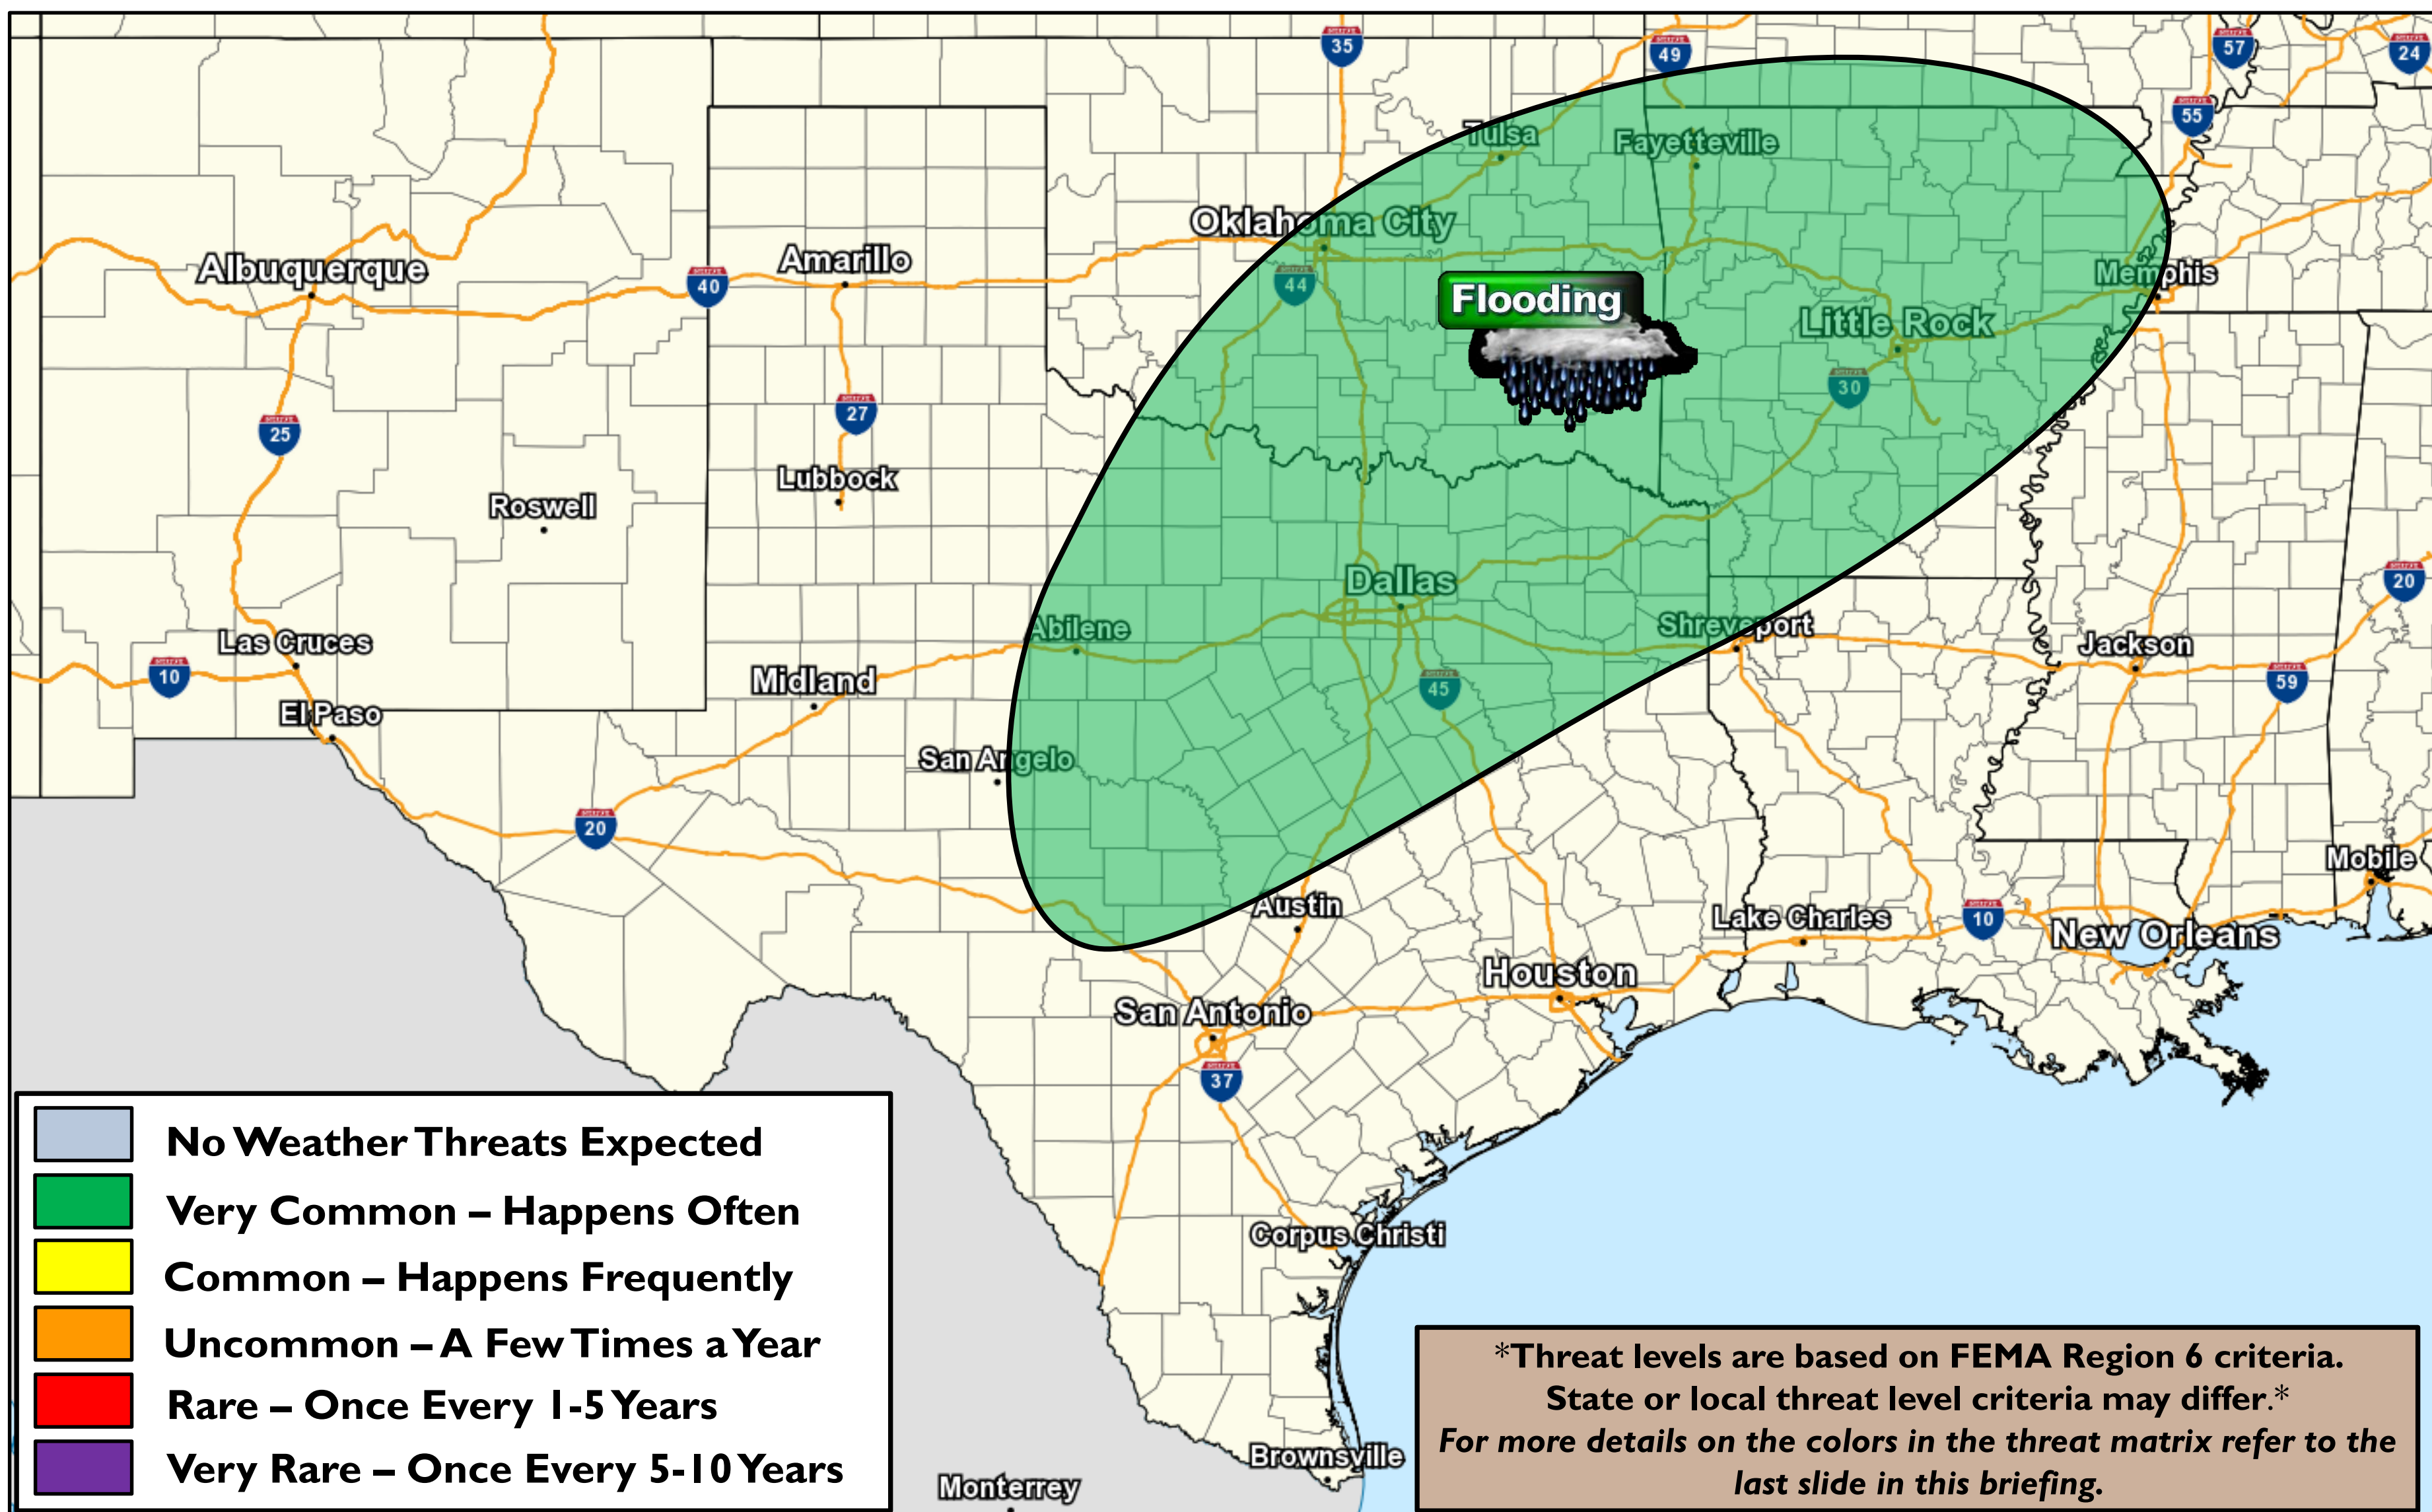 35
49
57
24
55
Tulsa
Fayetteville
Oklahoma City
Albuquerque
Amarillo
40
44
Flooding
Memphis
Little Rock
30
25
27
Lubbock
Roswell
Dallas
20
Abilene
Shreveport
Las Cruces
Jackson
10
Midland
45
59
El Paso
San Angelo
20
Mobile
Austin
Lake Charles
10
New Orleans
Houston
San Antonio
37
Corpus Christi
Brownsville
Monterrey
No Weather Threats Expected
Very Common – Happens Often
Common – Happens Frequently
Uncommon – A Few Times a Year
Rare – Once Every 1-5 Years
Very Rare – Once Every 5-10 Years
*Threat levels are based on FEMA Region 6 criteria.
State or local threat level criteria may differ.*
For more details on the colors in the threat matrix refer to the
last slide in this briefing.